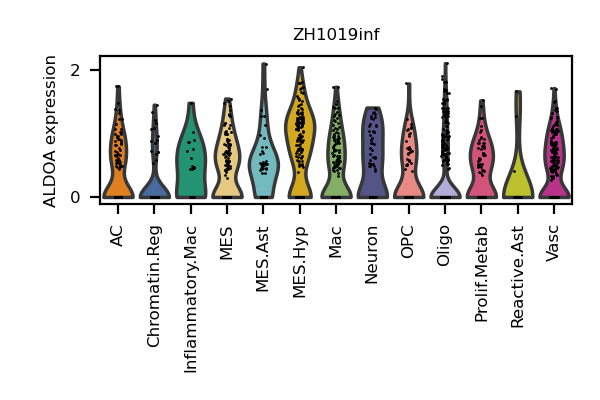 ZH1019inf
ALDOA expression
2
0
AC
Chromatin.Reg
Inflammatory.Mac
MES
MES.Ast
MES.Hyp
Mac
Neuron
OPC
Oligo
Prolif.Metab
Reactive.Ast
Vasc